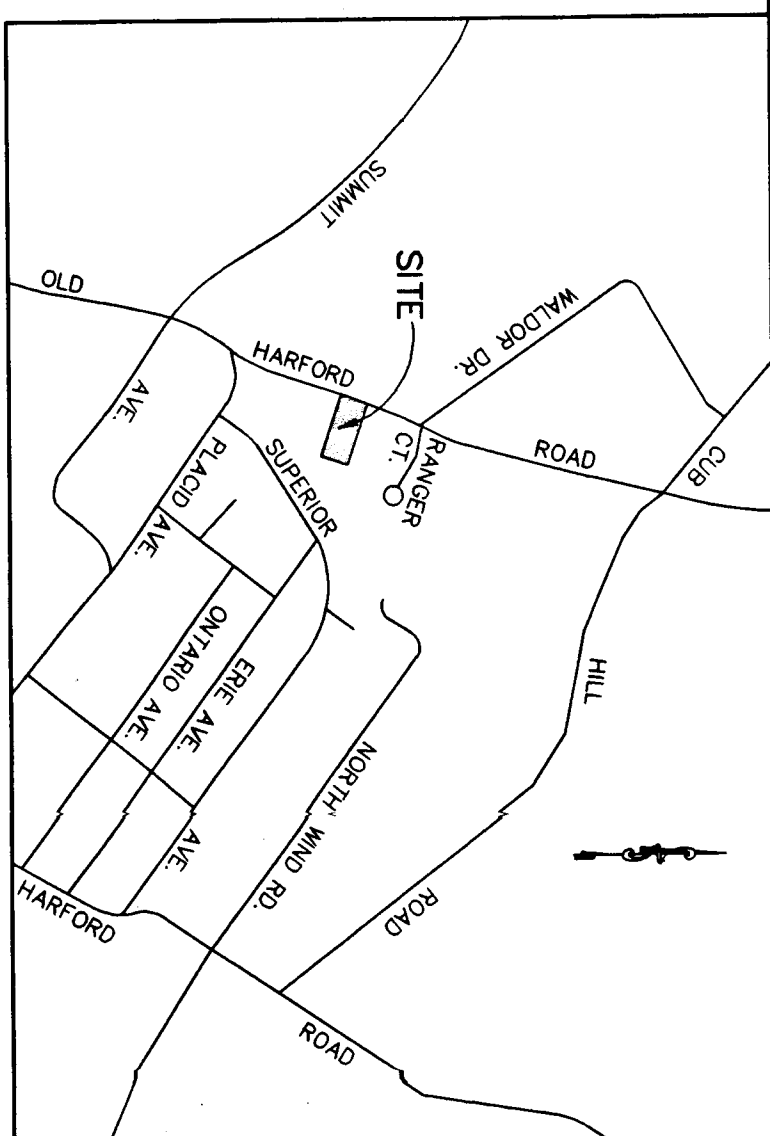 SUMMIT
AVE.
OLD
HARFORD
ROAD
SITE
WALDOR DR.
RANGER
CT.
CUB
HILL
ROAD
SUPERIOR
AVE.
PLACID
AVE.
ONTARIO AVE.
ERIE AVE.
NORTH WIND RD.
HARFORD
ROAD